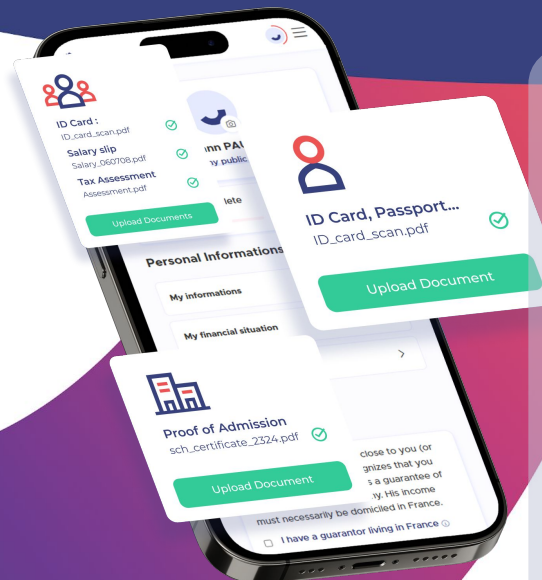 ID Card :
ID_card_scan.pdf
Salary slip
Salary_060708.pdf
Tax Assessment
Assessment.pdf
Upload Documents
ID Card, Passport...
ID_card_scan.pdf
Upload Document
Personal Informations
My informations
My financial situation
Proof of Admission
sch_certificate_2324.pdf
Upload Document
close to you (or
that you
s a guarantee of
His income
must necessarily be domiciled in France.
I have a guarantor living in France